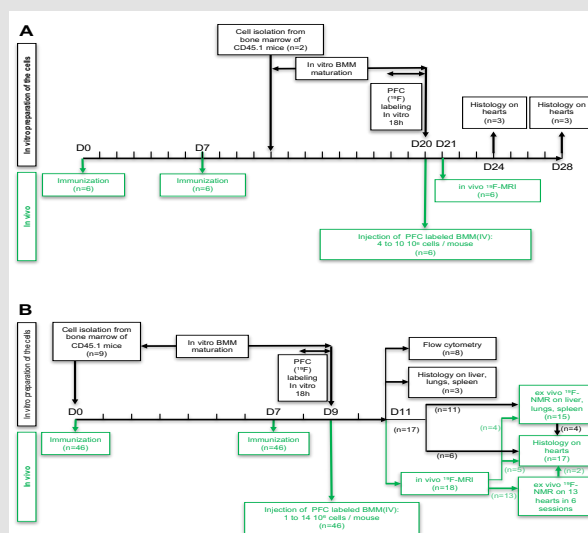 A
In vitro preparation of the cells
Cell isolation from
bone marrow of
CD45.1 mice (n=2)
In vitro BMM
maturation
PFC
(¹⁹F)
labeling
In vitro
18h
Histology on
hearts
(n=3)
Histology on
hearts
(n=3)
D0
D7
D20
D21
D24
D28
In vivo
Immunization
(n=6)
Immunization
(n=6)
in vivo ¹⁹F-MRI
(n=6)
Injection of PFC labeled BMM(IV):
4 to 10 10⁶ cells / mouse
(n=6)
B
In vitro preparation of the cells
Cell isolation from
bone marrow of
CD45.1 mice
(n=9)
In vitro BMM
maturation
PFC
(¹⁹F)
labeling
In vitro
18h
Flow cytometry
(n=8)
Histology on liver,
lungs, spleen
(n=3)
D0
D7
D9
D11
(n=17)
(n=11)
(n=6)
ex vivo ¹⁹F-
NMR on liver,
lungs, spleen
(n=15)
(n=4)
(n=4)
Histology on
hearts
(n=17)
(n=5)
(n=2)
In vivo
Immunization
(n=46)
Immunization
(n=46)
in vivo ¹⁹F-MRI
(n=18)
(n=13)
ex vivo ¹⁹F-
NMR on 13
hearts in 6
sessions
Injection of PFC labeled BMM(IV):
1 to 14 10⁶ cells / mouse
(n=46)